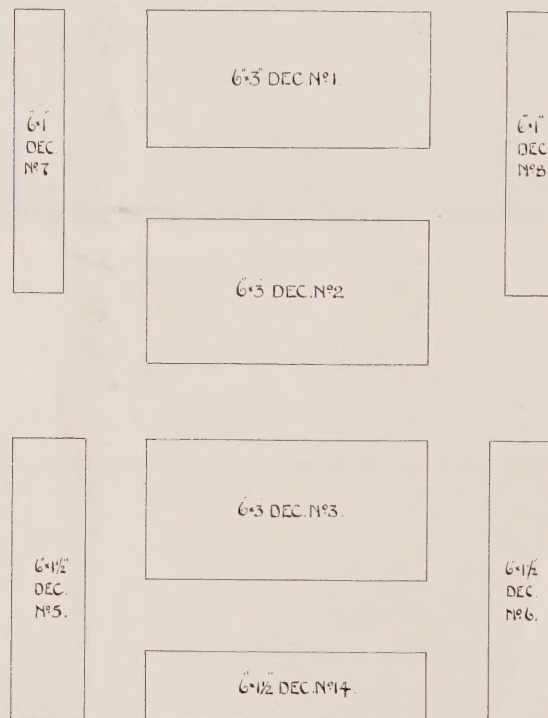 6"×3" DEC. Nº1.
6"×1"
DEC.
Nº7
6"×1"
DEC
Nº8
6"×3 DEC. Nº2
6"×3 DEC. Nº3.
6"×1½"
DEC.
Nº5.
6"×1½
DEC.
Nº6.
6"×1½ DEC. Nº14.